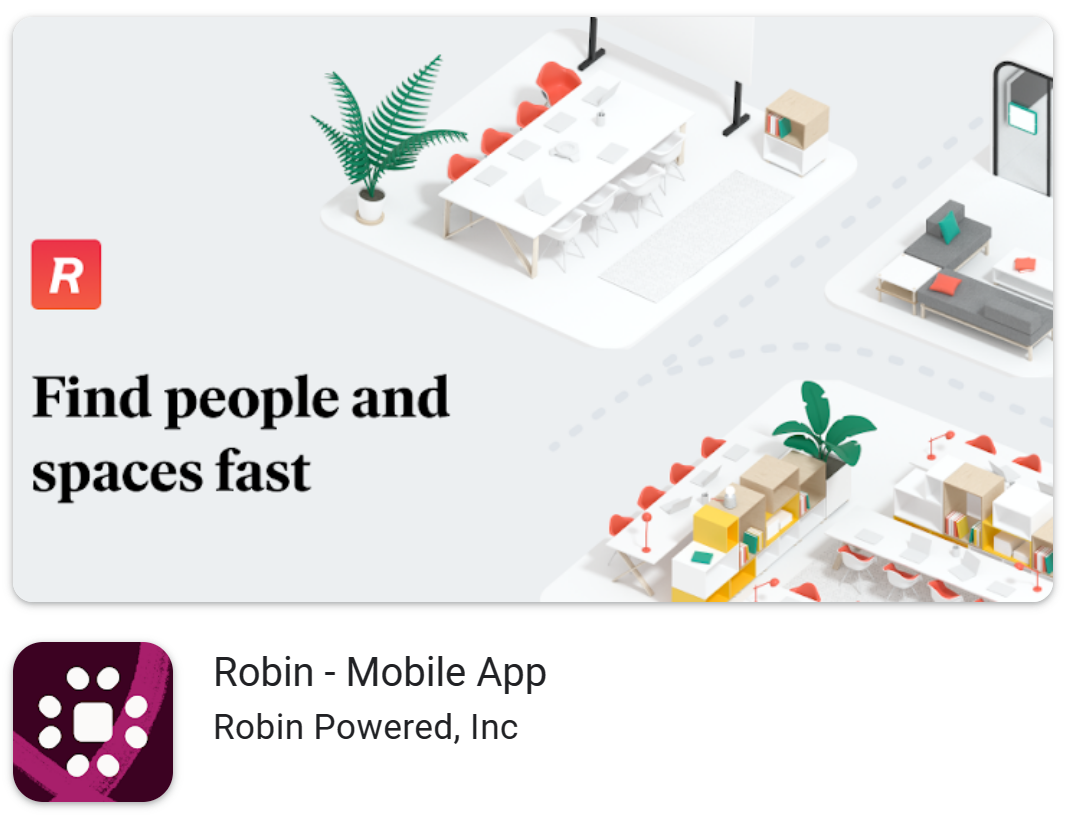 R
Find people and
spaces fast
Robin - Mobile App
Robin Powered, Inc